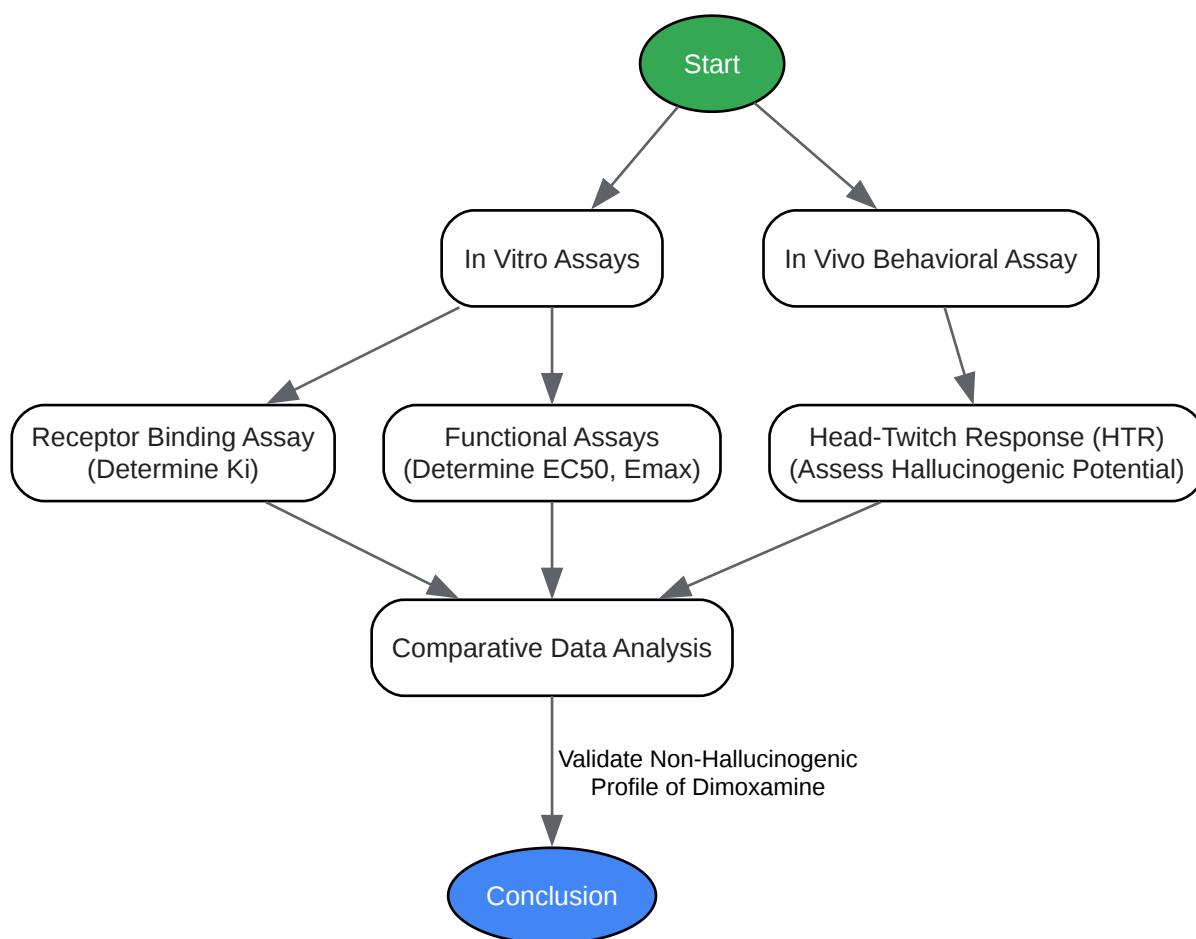 Start
In Vitro Assays
In Vivo Behavioral Assay
Receptor Binding Assay
(Determine Ki)
Functional Assays
(Determine EC50, Emax)
Head-Twitch Response (HTR)
(Assess Hallucinogenic Potential)
Comparative Data Analysis
Validate Non-Hallucinogenic
Profile of Dimoxamine
Conclusion